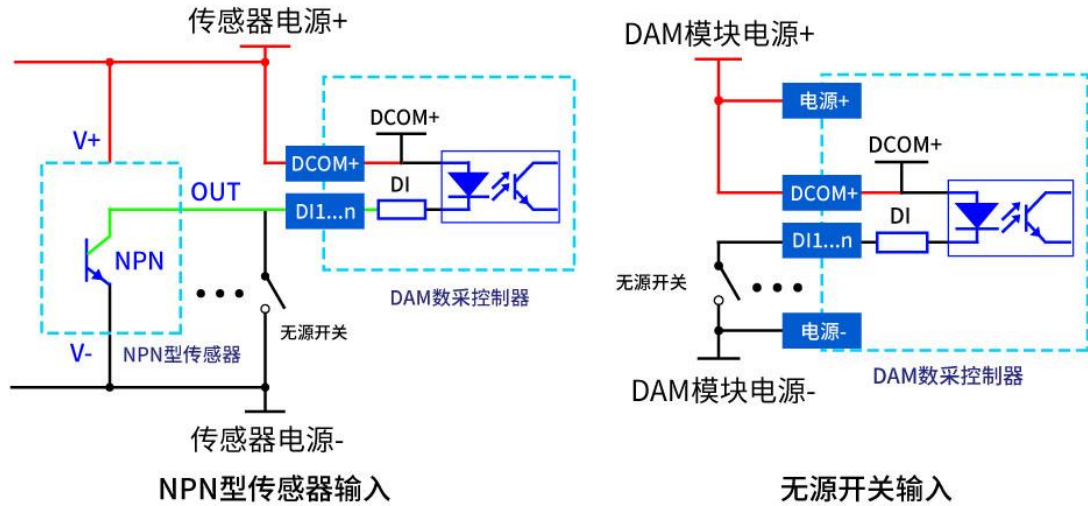 传感器电源+
DCOM+
V+
DCOM+
OUT
DI
DI1...n
NPN
DAM数采控制器
无源开关
V-
NPN型传感器
传感器电源-
NPN型传感器输入
DAM模块电源+
电源+
DCOM+
DCOM+
DI
DI1...n
无源开关
电源-
DAM数采控制器
DAM模块电源-
无源开关输入